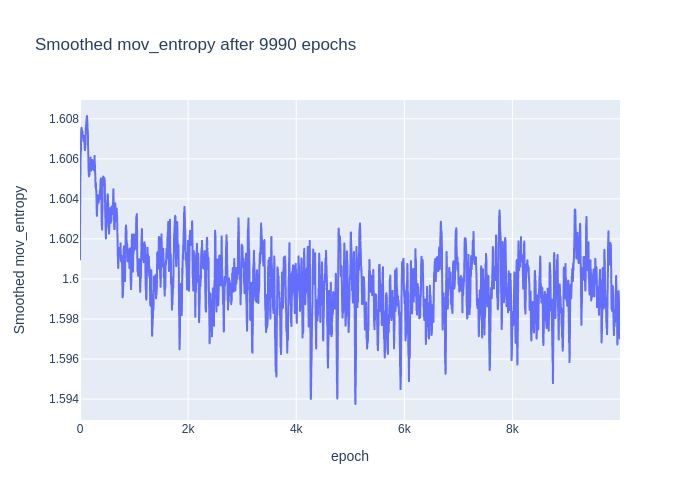 Smoothed mov_entropy after 9990 epochs
1.608
1.606
1.604
1.602
1.6
1.598
1.596
1.594
Smoothed mov_entropy
0
2k
4k
6k
8k
epoch